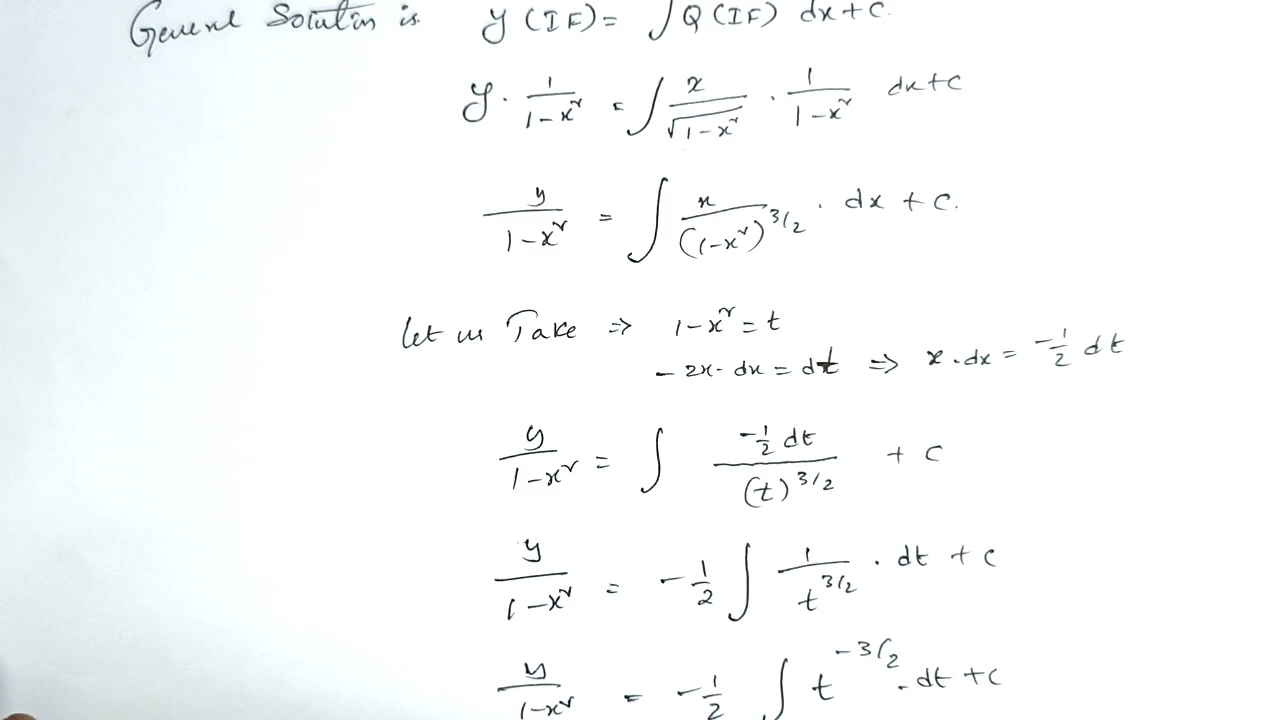 General Solution is y (IF) = ∫ Q (IF) dx + c.
y · 1/(1-x²) = ∫ x/√(1-x²) · 1/(1-x²) dx + c
y/(1-x²) = ∫ x/(1-x²)^(3/2) · dx + c.
let us Take ⇒ 1-x² = t
- 2x · dx = dt ⇒ x · dx = -1/2 dt
y/(1-x²) = ∫ (-1/2 dt)/(t)^(3/2) + c
y/(1-x²) = -1/2 ∫ 1/t^(3/2) · dt + c
y/(1-x²) = -1/2 ∫ t^(-3/2) · dt + c